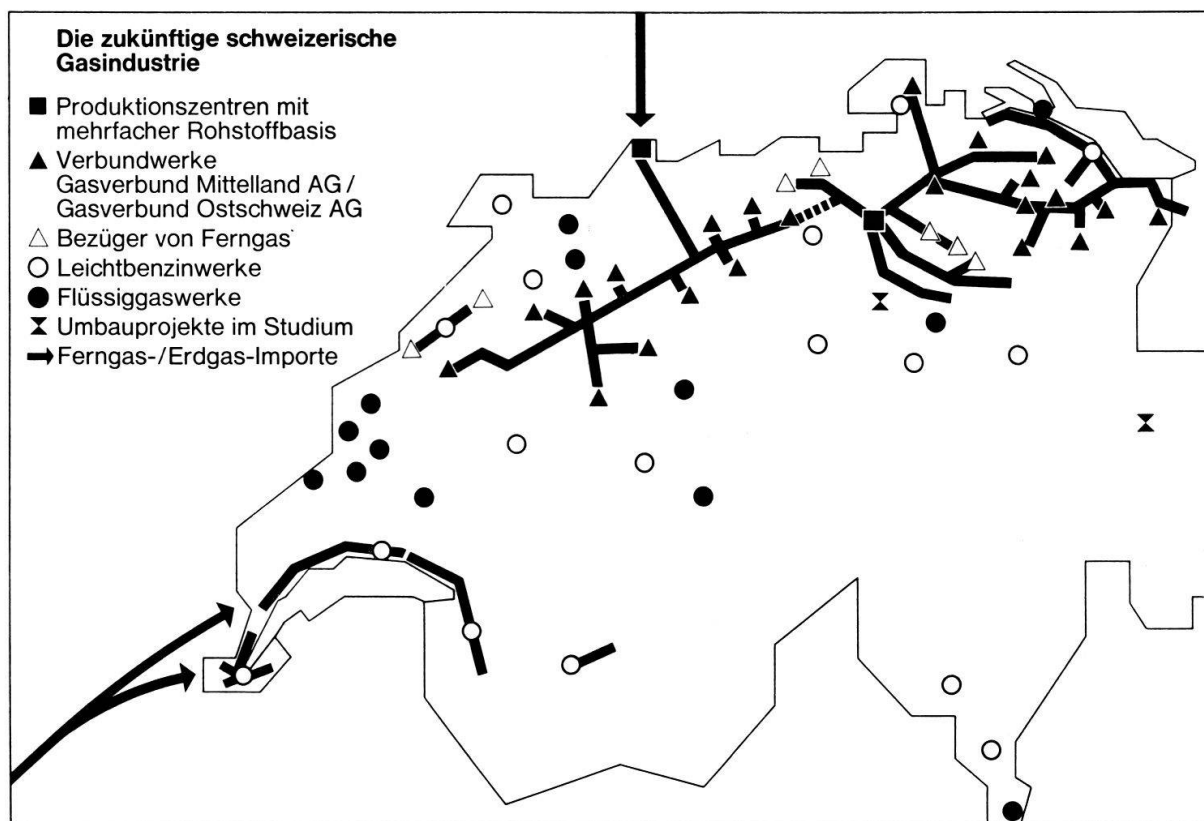 Die zukünftige schweizerische
Gasindustrie
Produktionszentren mit
mehrfacher Rohstoffbasis
Verbundwerke
Gasverbund Mittelland AG /
Gasverbund Ostschweiz AG
Bezüger von Ferngas
Leichtbenzinwerke
Flüssiggaswerke
Umbauprojekte im Studium
Ferngas-/Erdgas-Importe